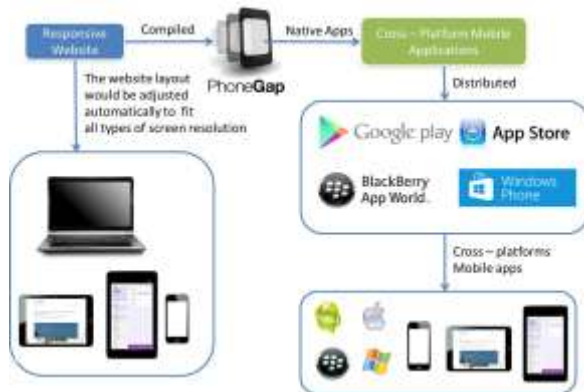 Responsive
Website
Compiled
PhoneGap
Native Apps
Cross – Platform Mobile
Applications
The website layout
would be adjusted
automatically to fit
all types of screen resolution
Distributed
Google play
App Store
BlackBerry
App World
Windows
Phone
Cross – platforms
Mobile apps